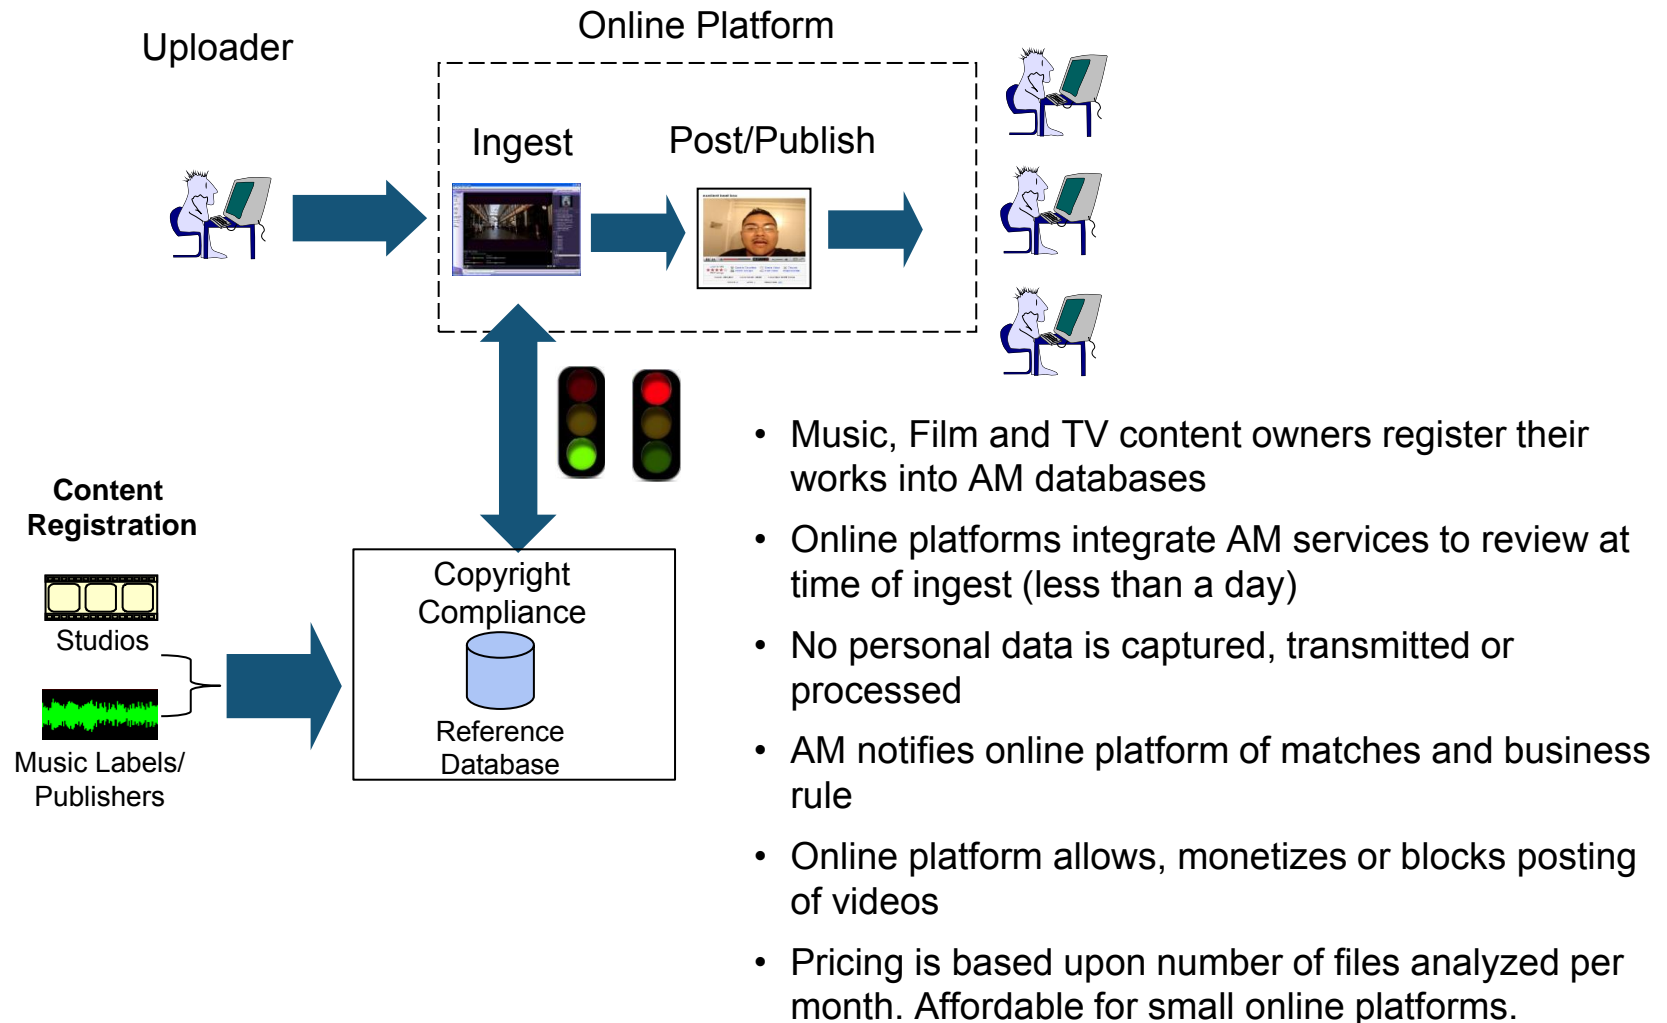 Online Platform
Uploader
Ingest
Post/Publish
Content
Registration
Studios
Music Labels/
Publishers
Copyright
Compliance
Reference
Database
• Music, Film and TV content owners register their
works into AM databases
• Online platforms integrate AM services to review at
time of ingest (less than a day)
• No personal data is captured, transmitted or
processed
• AM notifies online platform of matches and business
rule
• Online platform allows, monetizes or blocks posting
of videos
• Pricing is based upon number of files analyzed per
month. Affordable for small online platforms.